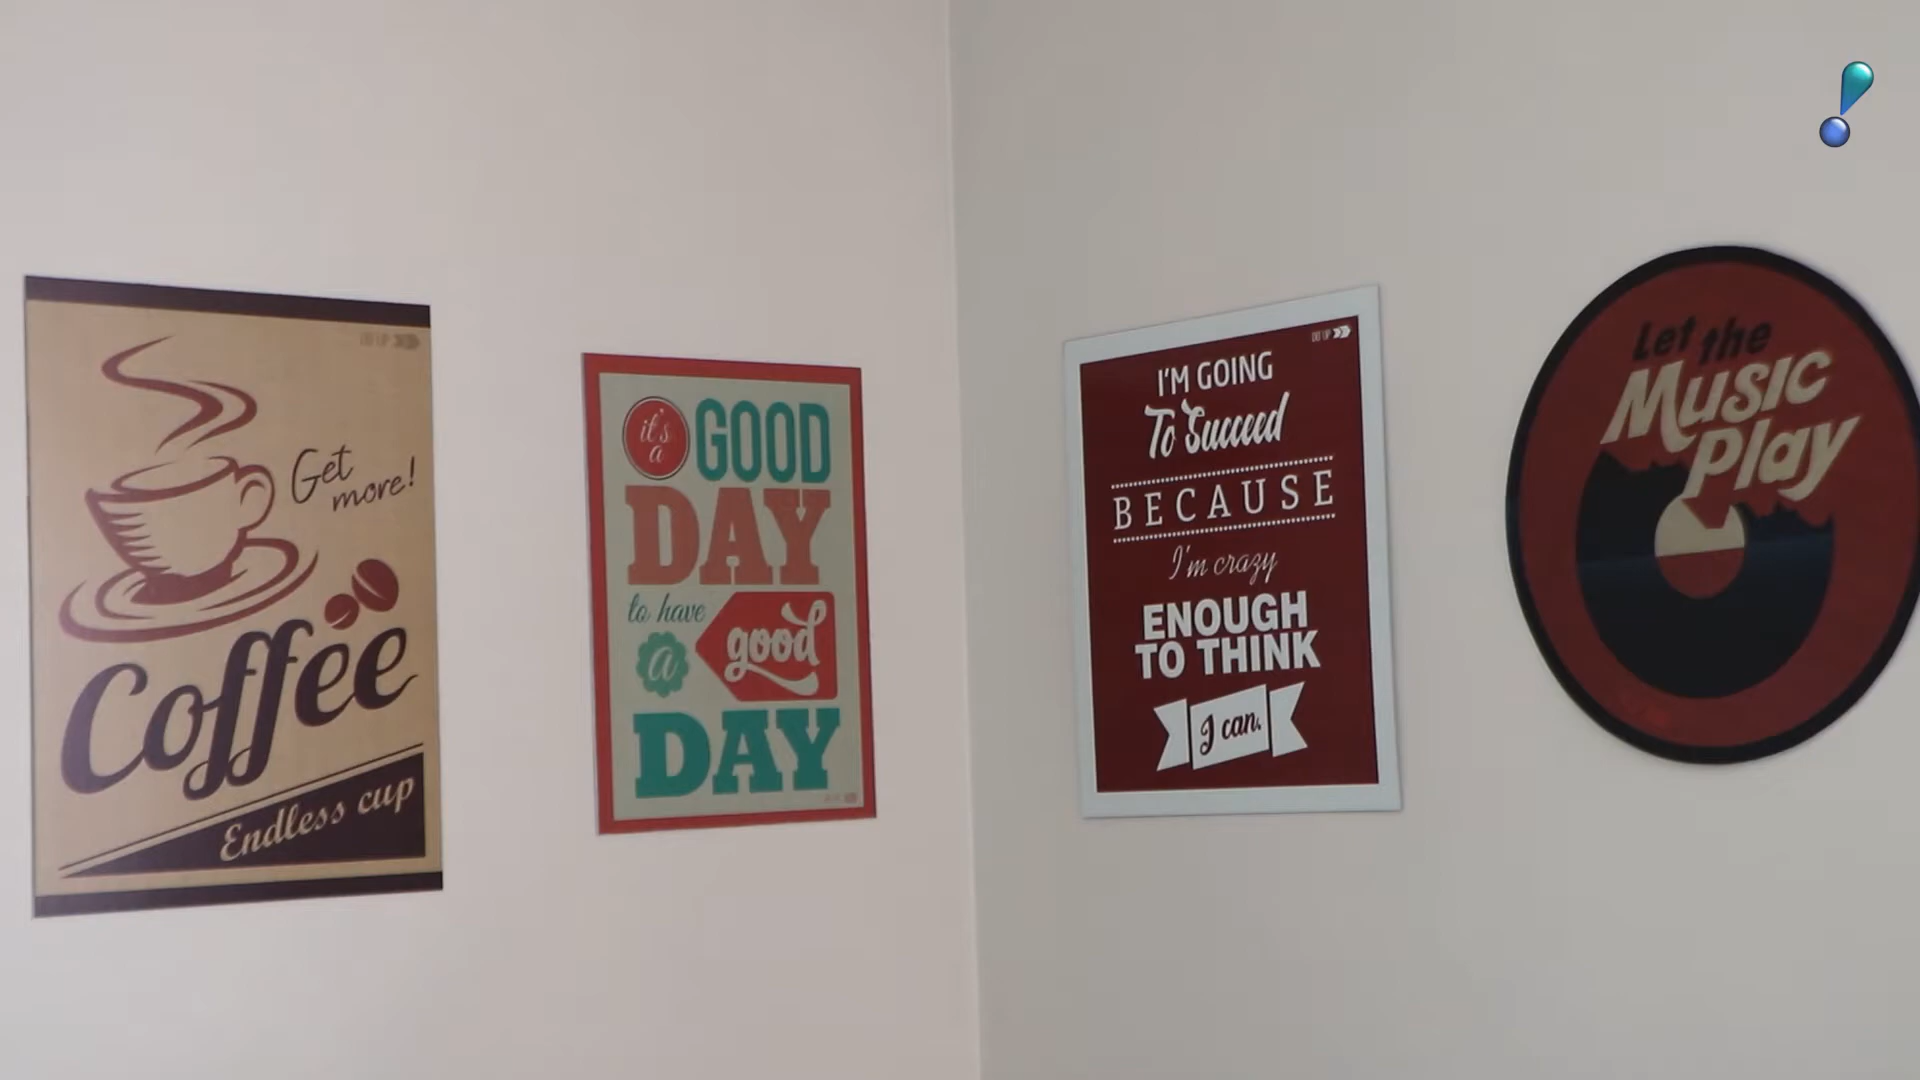 Get
more!
Coffee
Endless cup
it's
a
GOOD
DAY
to have
a
good
DAY
I'M GOING
To Succeed
BECAUSE
I'm crazy
ENOUGH
TO THINK
I can.
Let the
Music
Play